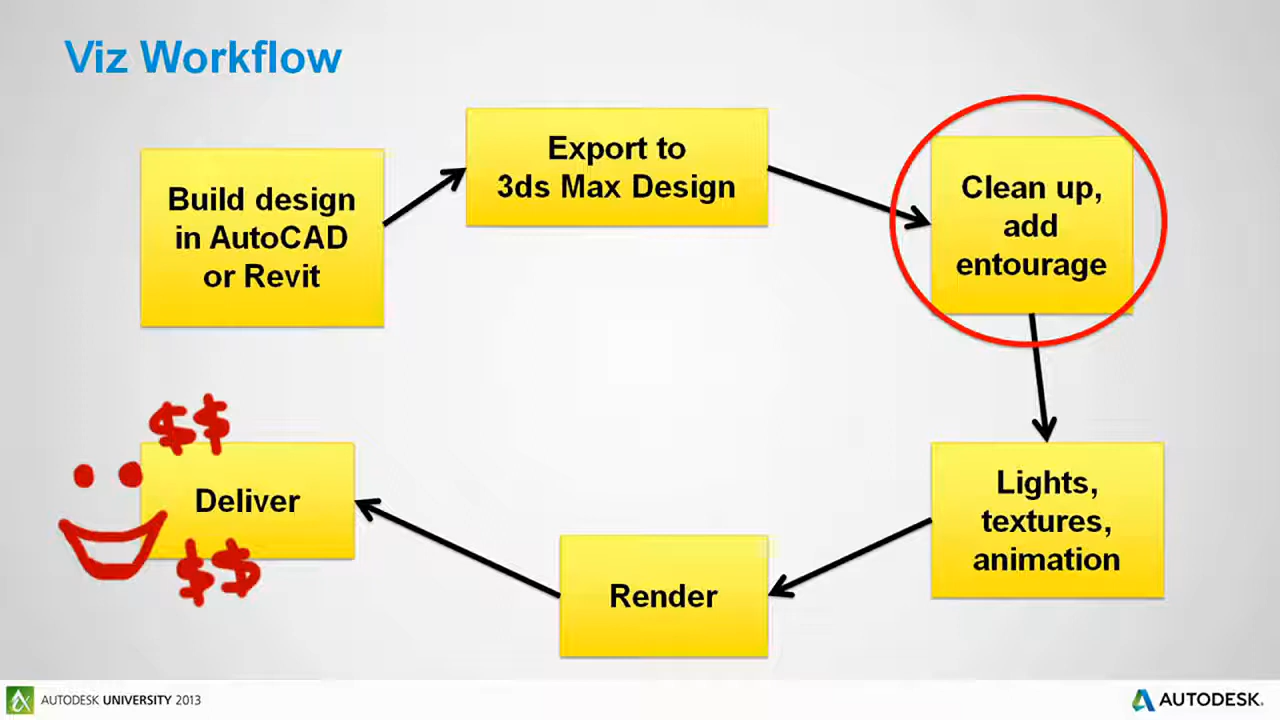 Viz Workflow
Build design
in AutoCAD
or Revit
Export to
3ds Max Design
Clean up,
add
entourage
Lights,
textures,
animation
Render
$$
Deliver
$$
AUTODESK UNIVERSITY 2013
AUTODESK.